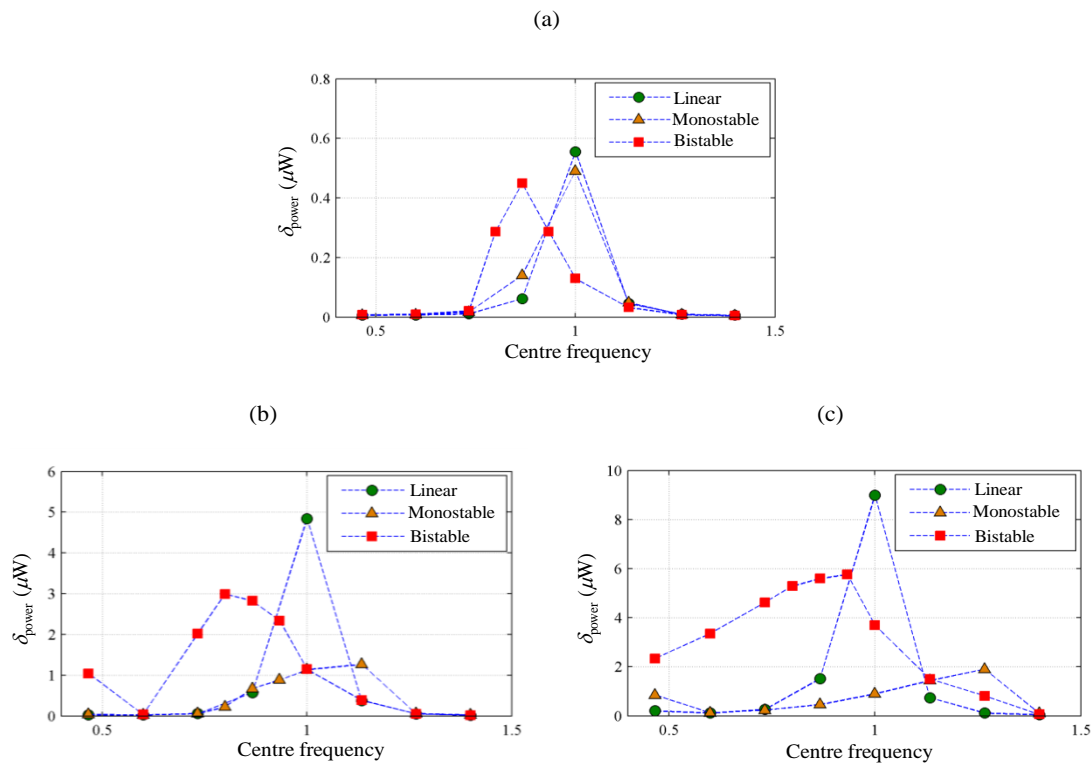 (a)
0.8
0.6
0.4
0.2
0
δpower (μW)
Linear
Monostable
Bistable
0.5
1
1.5
Centre frequency
(b)
6
5
4
3
2
1
0
δpower (μW)
Linear
Monostable
Bistable
0.5
1
1.5
Centre frequency
(c)
10
8
6
4
2
0
δpower (μW)
Linear
Monostable
Bistable
0.5
1
1.5
Centre frequency